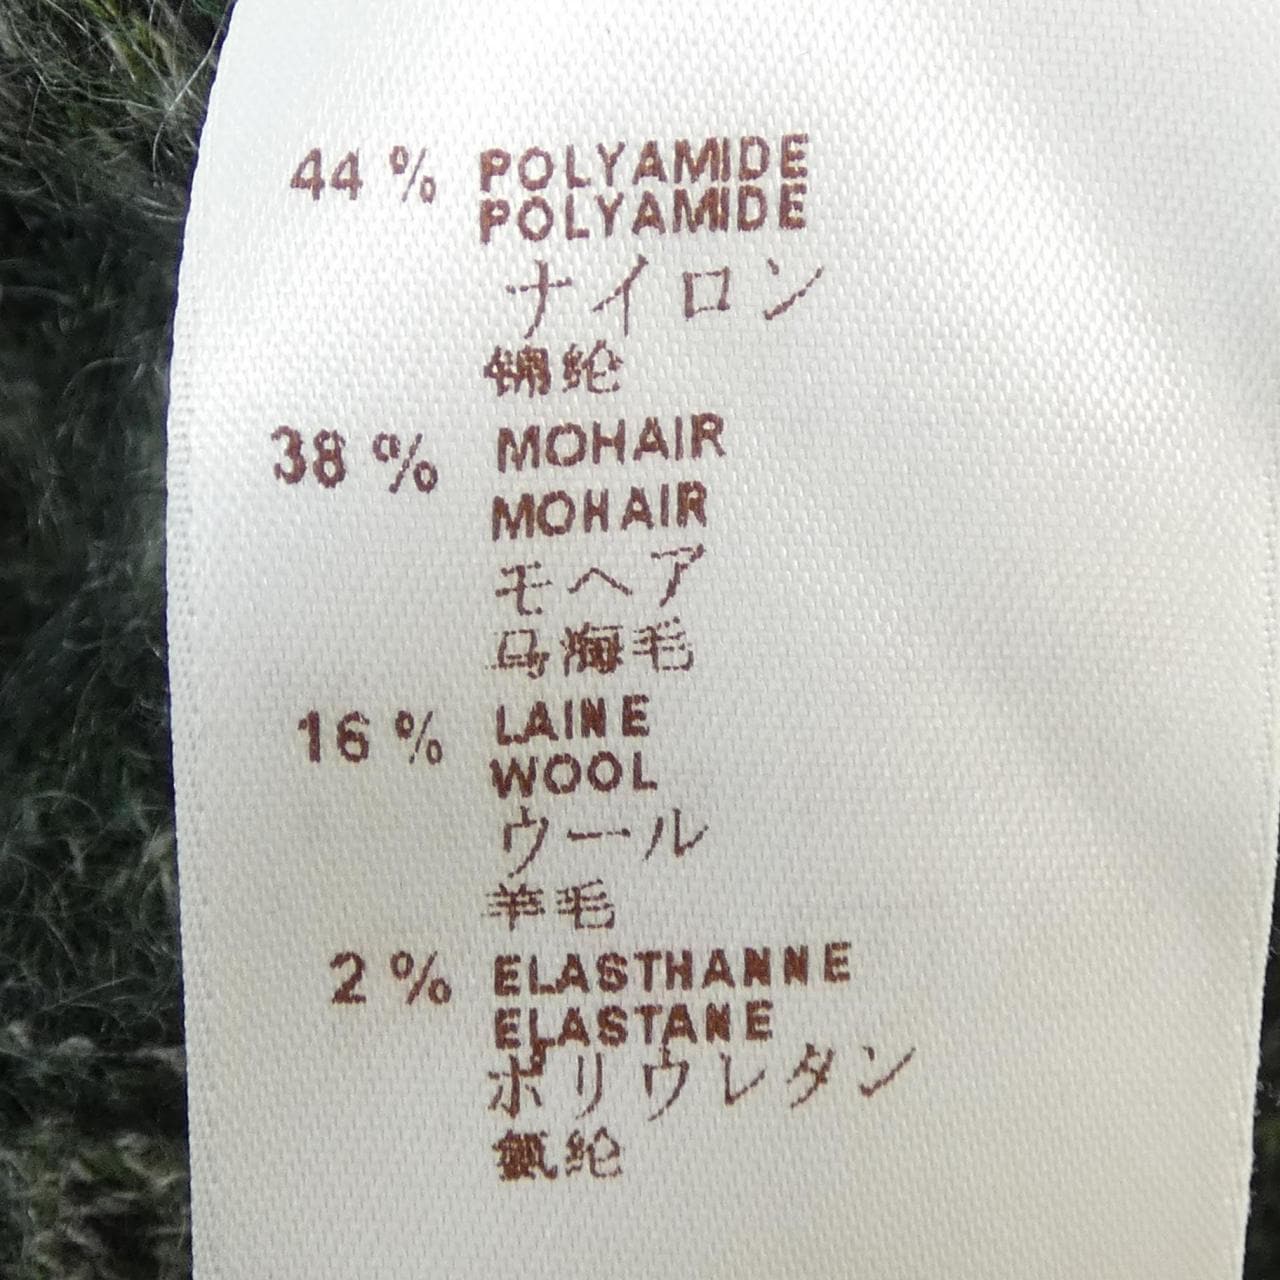 44 % POLYAMIDE
POLYAMIDE
ナイロン
锦纶
38 % MOHAIR
MOHAIR
モヘア
马海毛
16 % LAINE
WOOL
ウール
羊毛
2 % ELASTHANNE
ELASTANE
ポリウレタン
氨纶